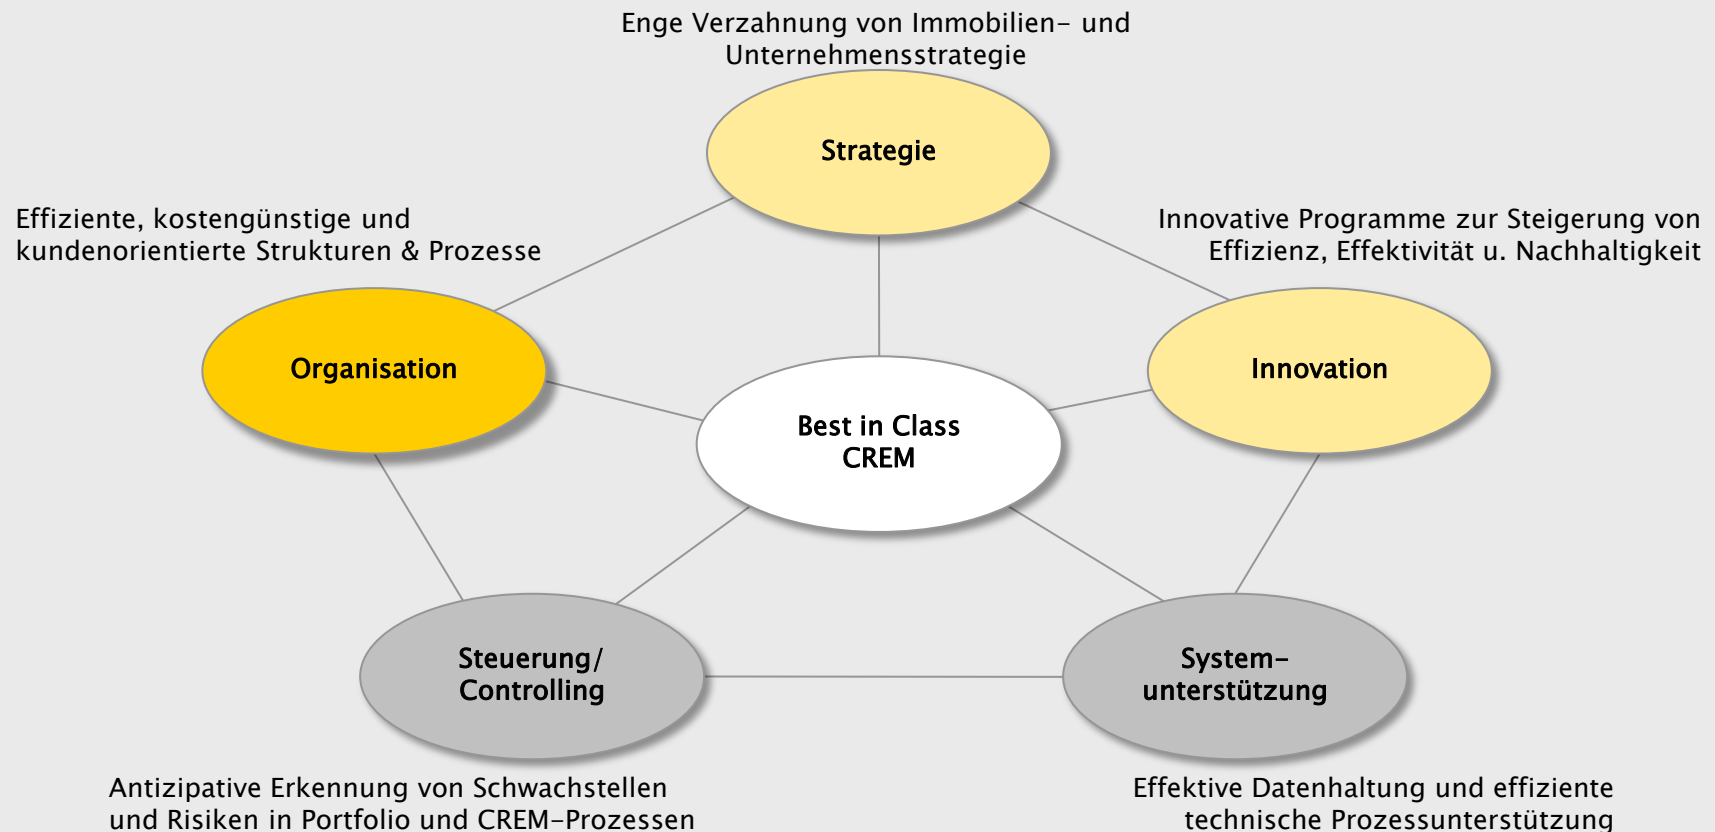 Enge Verzahnung von Immobilien- und
Unternehmensstrategie
Strategie
Effiziente, kostengünstige und
kundenorientierte Strukturen & Prozesse
Innovative Programme zur Steigerung von
Effizienz, Effektivität u. Nachhaltigkeit
Organisation
Innovation
Best in Class
CREM
Steuerung/
Controlling
System-
unterstützung
Antizipative Erkennung von Schwachstellen
und Risiken in Portfolio und CREM-Prozessen
Effektive Datenhaltung und effiziente
technische Prozessunterstützung